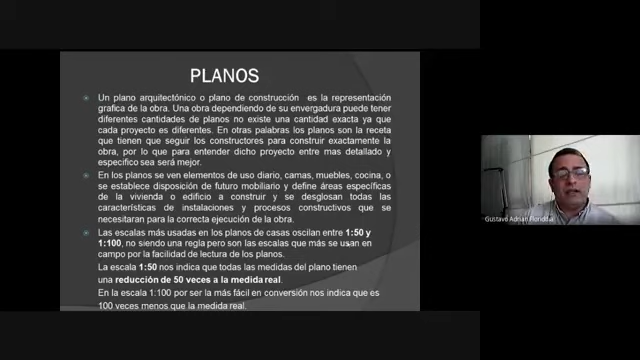 PLANOS
Un plano arquitectónico o plano de construcción es la representación
grafica de la obra. Una obra dependiendo de su envergadura puede tener
diferentes cantidades de planos no existe una cantidad exacta ya que
cada proyecto es diferentes. En otras palabras los planos son la receta
que tienen que seguir los constructores para construir exactamente la
obra, por lo que para entender dicho proyecto entre mas detallado y
especifico sea será mejor.
En los planos se ven elementos de uso diario, camas, muebles, cocina, o
se establece disposición de futuro mobiliario y define áreas específicas
de la vivienda o edificio a construir y se desglosan todas las
características de instalaciones y procesos constructivos que se
necesitaran para la correcta ejecución de la obra.
Las escalas más usadas en los planos de casas oscilan entre 1:50 y
1:100, no siendo una regla pero son las escalas que más se usan en
campo por la facilidad de lectura de los planos.
La escala 1:50 nos indica que todas las medidas del plano tienen
una reducción de 50 veces a la medida real.
En la escala 1:100 por ser la más fácil en conversión nos indica que es
100 veces menos que la medida real.
Gustavo Adrian